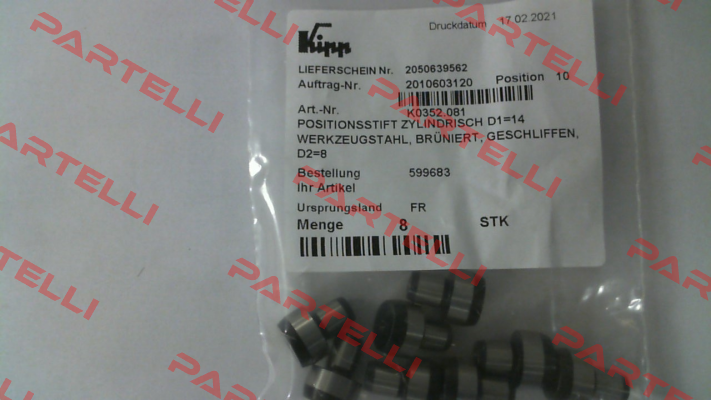 Kipp
Druckdatum 17.02.2021
LIEFERSCHEIN Nr. 2050639562
Auftrag-Nr. 2010603120 Position 10
Art.-Nr. K0352.081
POSITIONSSTIFT ZYLINDRISCH D1=14
WERKZEUGSTAHL, BRÜNIERT, GESCHLIFFEN,
D2=8
Bestellung 599683
Ihr Artikel
Ursprungsland FR
Menge 8 STK
PARTELLI
PARTELLI
PARTELLI
PARTELLI
PARTELLI
PARTELLI
PARTELLI
PARTELLI